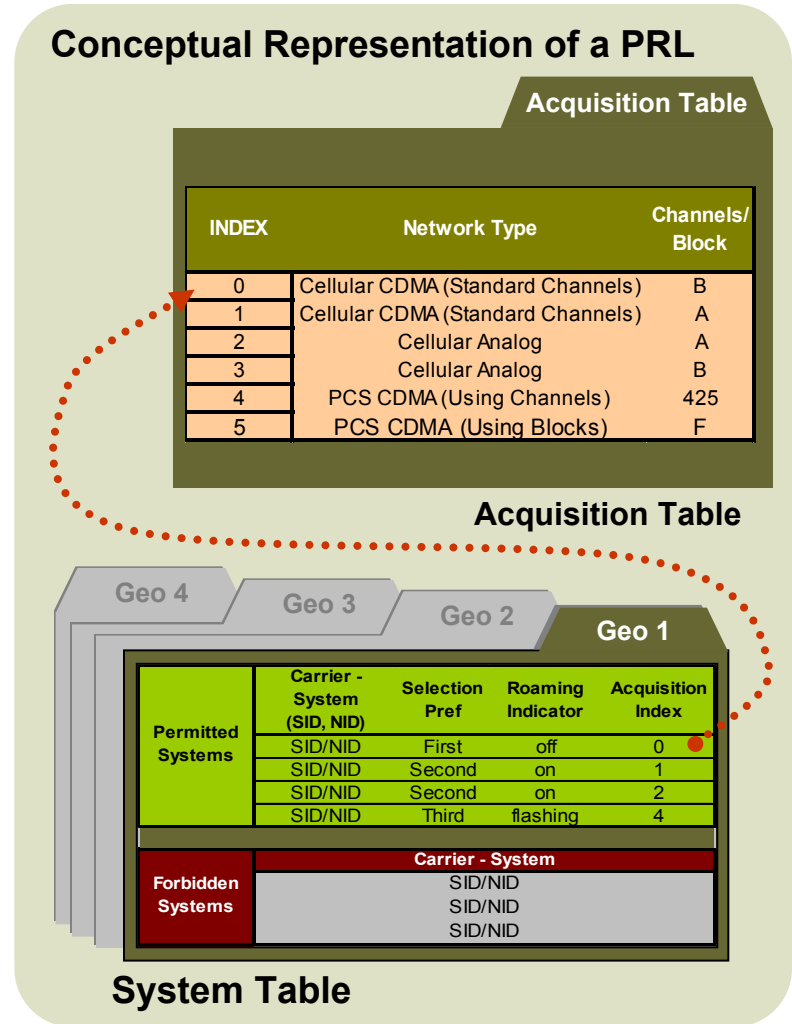 Conceptual Representation of a PRL
Acquisition Table
INDEX Network Type Channels/ Block
0 Cellular CDMA (Standard Channels) B
1 Cellular CDMA (Standard Channels) A
2 Cellular Analog A
3 Cellular Analog B
4 PCS CDMA (Using Channels) 425
5 PCS CDMA (Using Blocks) F
Acquisition Table
Geo 4 Geo 3 Geo 2 Geo 1
Permitted Systems
Carrier - System (SID, NID) Selection Pref Roaming Indicator Acquisition Index
SID/NID First off 0
SID/NID Second on 1
SID/NID Second on 2
SID/NID Third flashing 4
Forbidden Systems
Carrier - System
SID/NID
SID/NID
SID/NID
System Table